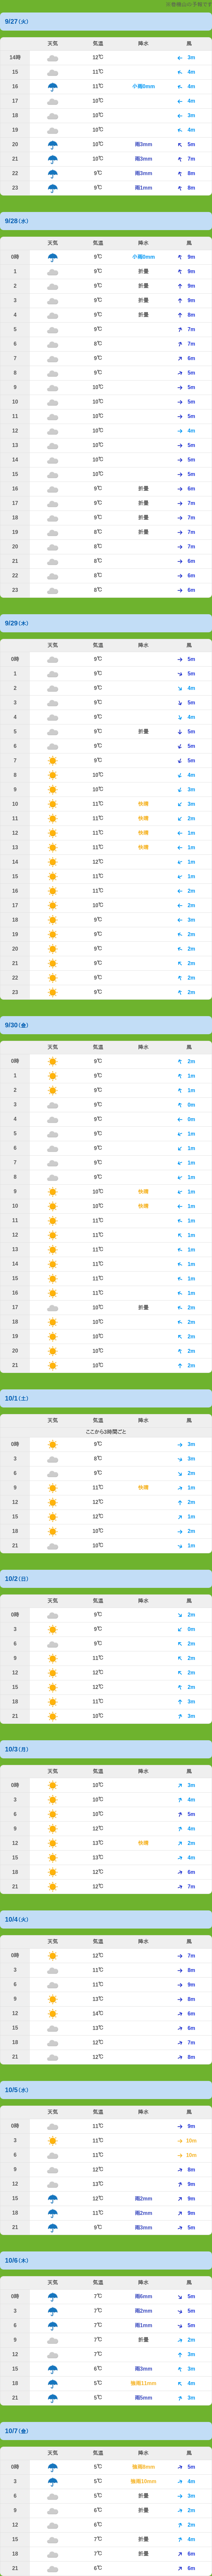 9/27(火)
天気 気温 降水 風
14時 12℃ 3m
15 11℃ 4m
16 11℃ 小雨0mm 4m
17 10℃ 4m
18 10℃ 3m
19 10℃ 4m
20 10℃ 雨3mm 5m
21 10℃ 雨3mm 7m
22 9℃ 雨3mm 8m
23 9℃ 雨1mm 8m
9/28(水)
天気 気温 降水 風
0時 9℃ 小雨0mm 9m
1 9℃ 折曇 9m
2 9℃ 折曇 9m
3 9℃ 折曇 9m
4 9℃ 折曇 8m
5 9℃ 7m
6 8℃ 7m
7 9℃ 6m
8 9℃ 5m
9 10℃ 5m
10 10℃ 5m
11 10℃ 5m
12 10℃ 4m
13 10℃ 5m
14 10℃ 5m
15 10℃ 5m
16 9℃ 折曇 6m
17 9℃ 折曇 7m
18 9℃ 折曇 7m
19 8℃ 折曇 7m
20 8℃ 7m
21 8℃ 6m
22 8℃ 6m
23 8℃ 6m
9/29(木)
天気 気温 降水 風
0時 9℃ 5m
1 9℃ 5m
2 9℃ 4m
3 9℃ 5m
4 9℃ 4m
5 9℃ 折曇 5m
6 9℃ 5m
7 9℃ 5m
8 10℃ 4m
9 10℃ 3m
10 11℃ 快晴 3m
11 11℃ 快晴 2m
12 11℃ 快晴 1m
13 11℃ 快晴 1m
14 12℃ 1m
15 11℃ 1m
16 11℃ 2m
17 10℃ 2m
18 9℃ 3m
19 9℃ 2m
20 9℃ 2m
21 9℃ 2m
22 9℃ 2m
23 9℃ 2m
9/30(金)
天気 気温 降水 風
0時 9℃ 2m
1 9℃ 1m
2 9℃ 1m
3 9℃ 0m
4 9℃ 0m
5 9℃ 1m
6 9℃ 1m
7 9℃ 1m
8 9℃ 1m
9 10℃ 快晴 1m
10 10℃ 快晴 1m
11 11℃ 1m
12 11℃ 1m
13 11℃ 1m
14 11℃ 1m
15 11℃ 1m
16 11℃ 1m
17 10℃ 折曇 2m
18 10℃ 2m
19 10℃ 2m
20 10℃ 2m
21 10℃ 2m
10/1(土)
天気 気温 降水 風
ここから3時間ごと
0時 9℃ 3m
3 8℃ 3m
6 9℃ 2m
9 11℃ 快晴 1m
12 12℃ 2m
15 12℃ 1m
18 10℃ 2m
21 10℃ 1m
10/2(日)
天気 気温 降水 風
0時 9℃ 2m
3 9℃ 0m
6 9℃ 2m
9 11℃ 2m
12 12℃ 2m
15 12℃ 2m
18 11℃ 3m
21 10℃ 3m
10/3(月)
天気 気温 降水 風
0時 10℃ 3m
3 10℃ 4m
6 10℃ 5m
9 12℃ 4m
12 13℃ 快晴 2m
15 13℃ 4m
18 12℃ 6m
21 12℃ 7m
10/4(火)
天気 気温 降水 風
0時 12℃ 7m
3 11℃ 8m
6 11℃ 9m
9 13℃ 8m
12 14℃ 6m
15 13℃ 6m
18 12℃ 7m
21 12℃ 8m
10/5(水)
天気 気温 降水 風
0時 11℃ 9m
3 11℃ 10m
6 11℃ 10m
9 12℃ 8m
12 13℃ 9m
15 12℃ 雨2mm 9m
18 11℃ 雨2mm 9m
21 9℃ 雨3mm 5m
10/6(木)
天気 気温 降水 風
0時 7℃ 雨6mm 5m
3 7℃ 雨2mm 5m
6 7℃ 雨1mm 5m
9 7℃ 折曇 2m
12 7℃ 3m
15 6℃ 雨3mm 3m
18 5℃ 強雨11mm 4m
21 5℃ 雨5mm 3m
10/7(金)
天気 気温 降水 風
0時 5℃ 強雨8mm 5m
3 5℃ 強雨10mm 4m
6 5℃ 折曇 3m
9 6℃ 折曇 2m
12 6℃ 2m
15 7℃ 折曇 4m
18 7℃ 折曇 6m
21 6℃ 6m